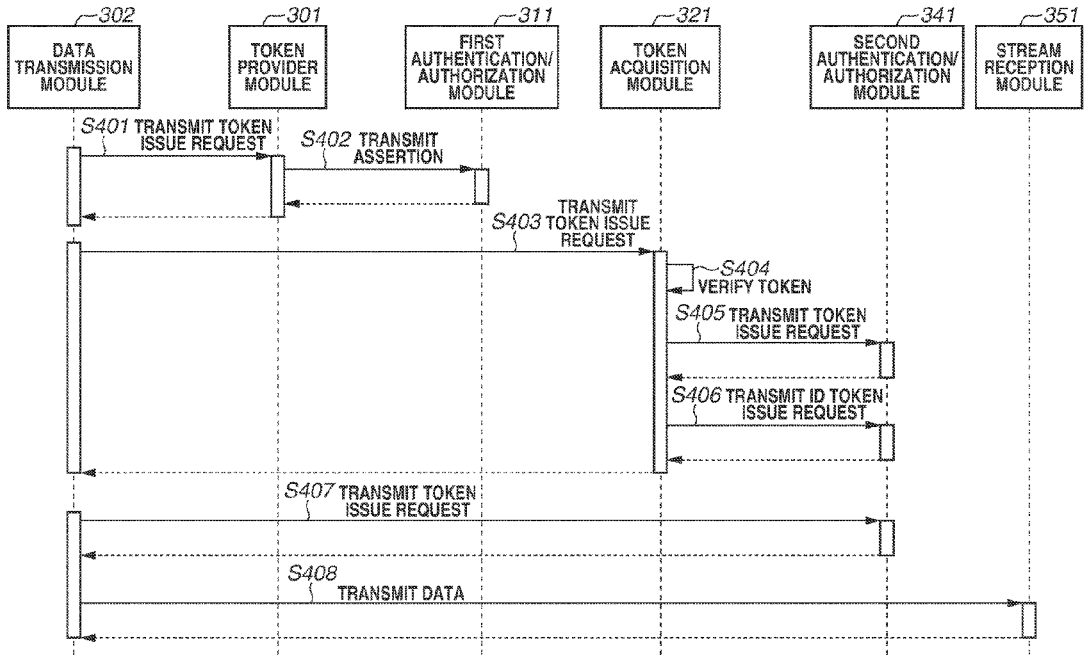 302
301
311
321
341
351
DATA
TRANSMISSION
MODULE
TOKEN
PROVIDER
MODULE
FIRST
AUTHENTICATION/
AUTHORIZATION
MODULE
TOKEN
ACQUISITION
MODULE
SECOND
AUTHENTICATION/
AUTHORIZATION
MODULE
STREAM
RECEPTION
MODULE
S401 TRANSMIT TOKEN
ISSUE REQUEST
S402 TRANSMIT
ASSERTION
TRANSMIT
S403 TOKEN ISSUE
REQUEST
S404
VERIFY TOKEN
S405 TRANSMIT TOKEN
ISSUE REQUEST
S406 TRANSMIT ID TOKEN
ISSUE REQUEST
S407 TRANSMIT TOKEN
ISSUE REQUEST
S408 TRANSMIT DATA